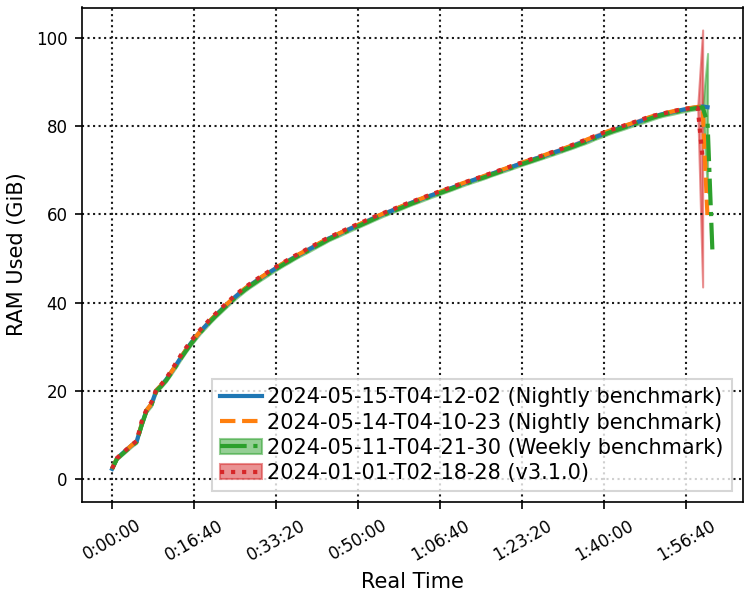 100
80
60
40
20
0
RAM Used (GiB)
2024-05-15-T04-12-02 (Nightly benchmark)
2024-05-14-T04-10-23 (Nightly benchmark)
2024-05-11-T04-21-30 (Weekly benchmark)
2024-01-01-T02-18-28 (v3.1.0)
0:00:00 0:16:40 0:33:20 0:50:00 1:06:40 1:23:20 1:40:00 1:56:40
Real Time